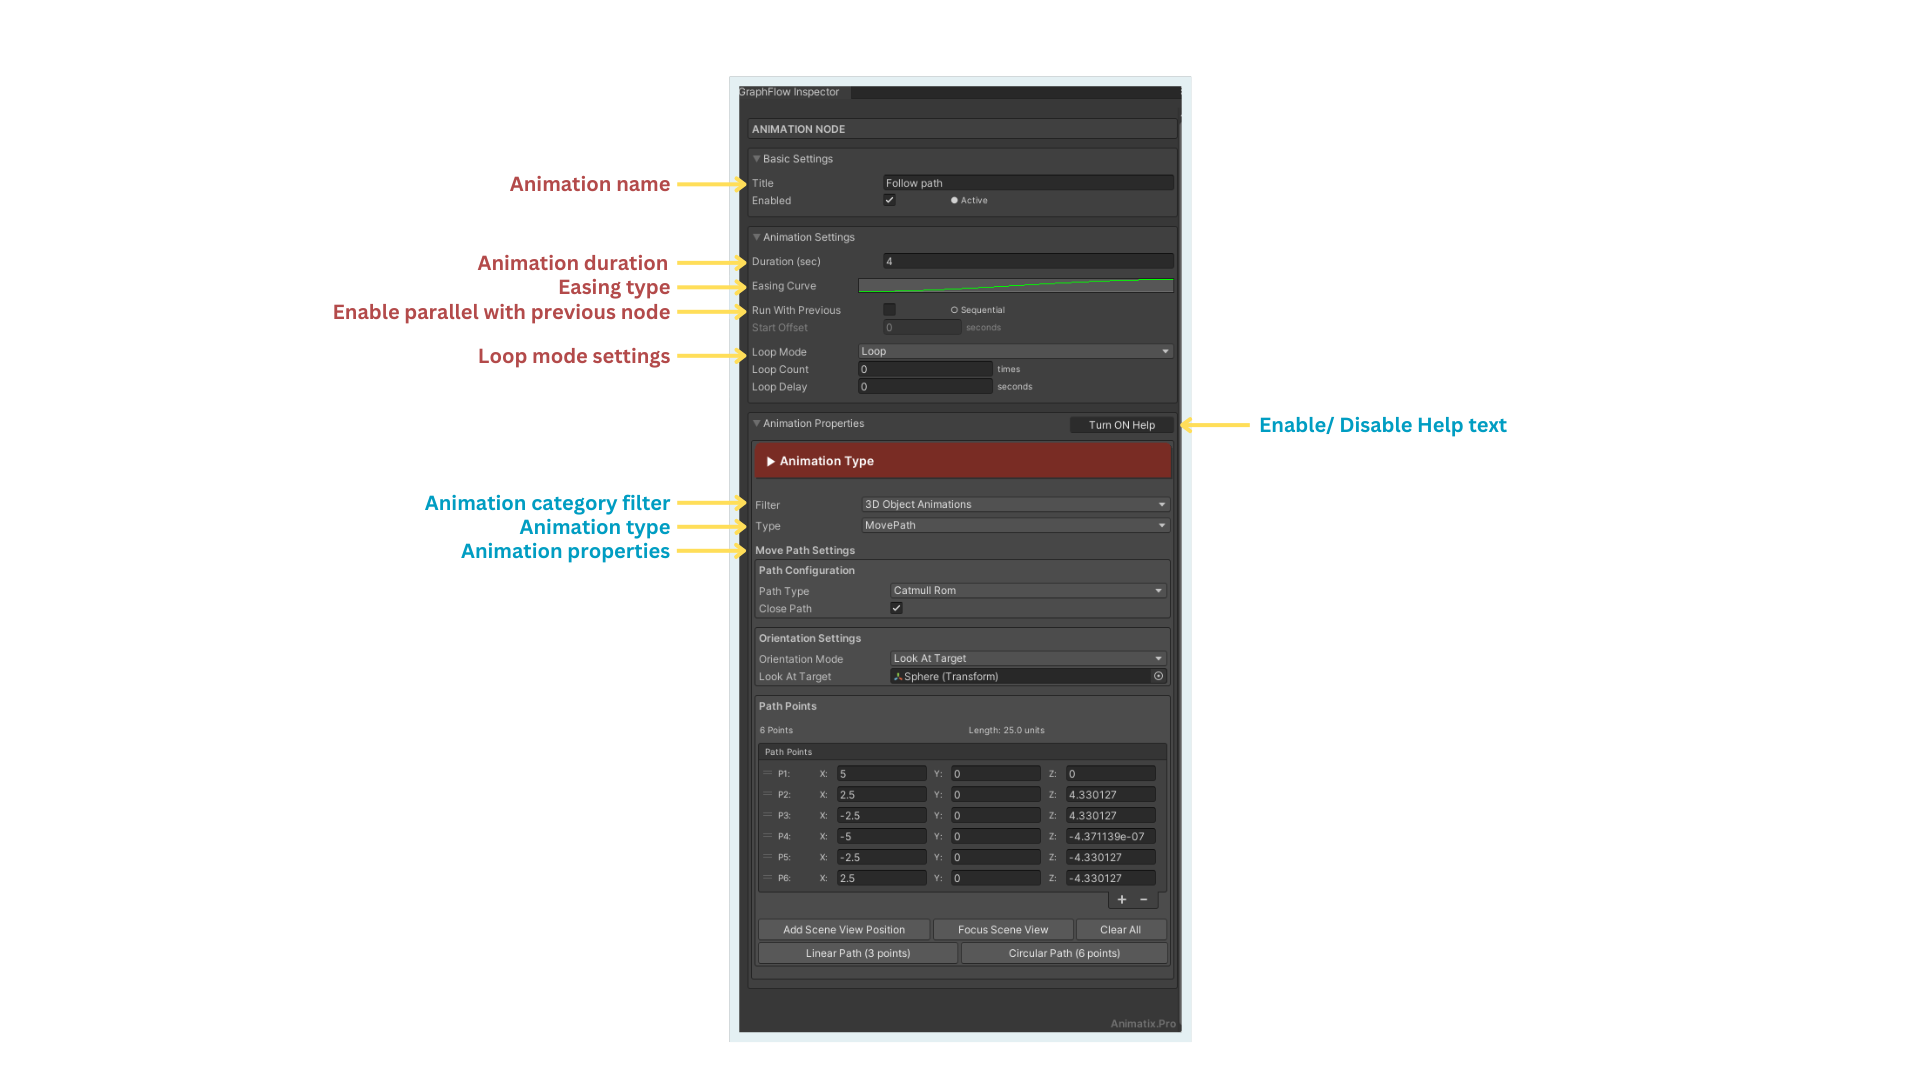 GraphFlow Inspector
ANIMATION NODE
Basic Settings
Animation name
Title Follow path
Enabled Active
Animation Settings
Animation duration
Duration (sec) 4
Easing type
Easing Curve
Enable parallel with previous node
Run With Previous Sequential
Start Offset 0 seconds
Loop mode settings
Loop Mode Loop
Loop Count 0 times
Loop Delay 0 seconds
Animation Properties Turn ON Help
Enable/ Disable Help text
Animation Type
Animation category filter
Filter 3D Object Animations
Animation type
Type MovePath
Animation properties
Move Path Settings
Path Configuration
Path Type Catmull Rom
Close Path
Orientation Settings
Orientation Mode Look At Target
Look At Target Sphere (Transform)
Path Points
6 Points Length: 25.0 units
Path Points
P1: X: 5 Y: 0 Z: 0
P2: X: 2.5 Y: 0 Z: 4.330127
P3: X: -2.5 Y: 0 Z: 4.330127
P4: X: -5 Y: 0 Z: -4.371139e-07
P5: X: -2.5 Y: 0 Z: -4.330127
P6: X: 2.5 Y: 0 Z: -4.330127
+ −
Add Scene View Position Focus Scene View Clear All
Linear Path (3 points) Circular Path (6 points)
Animatix.Pro